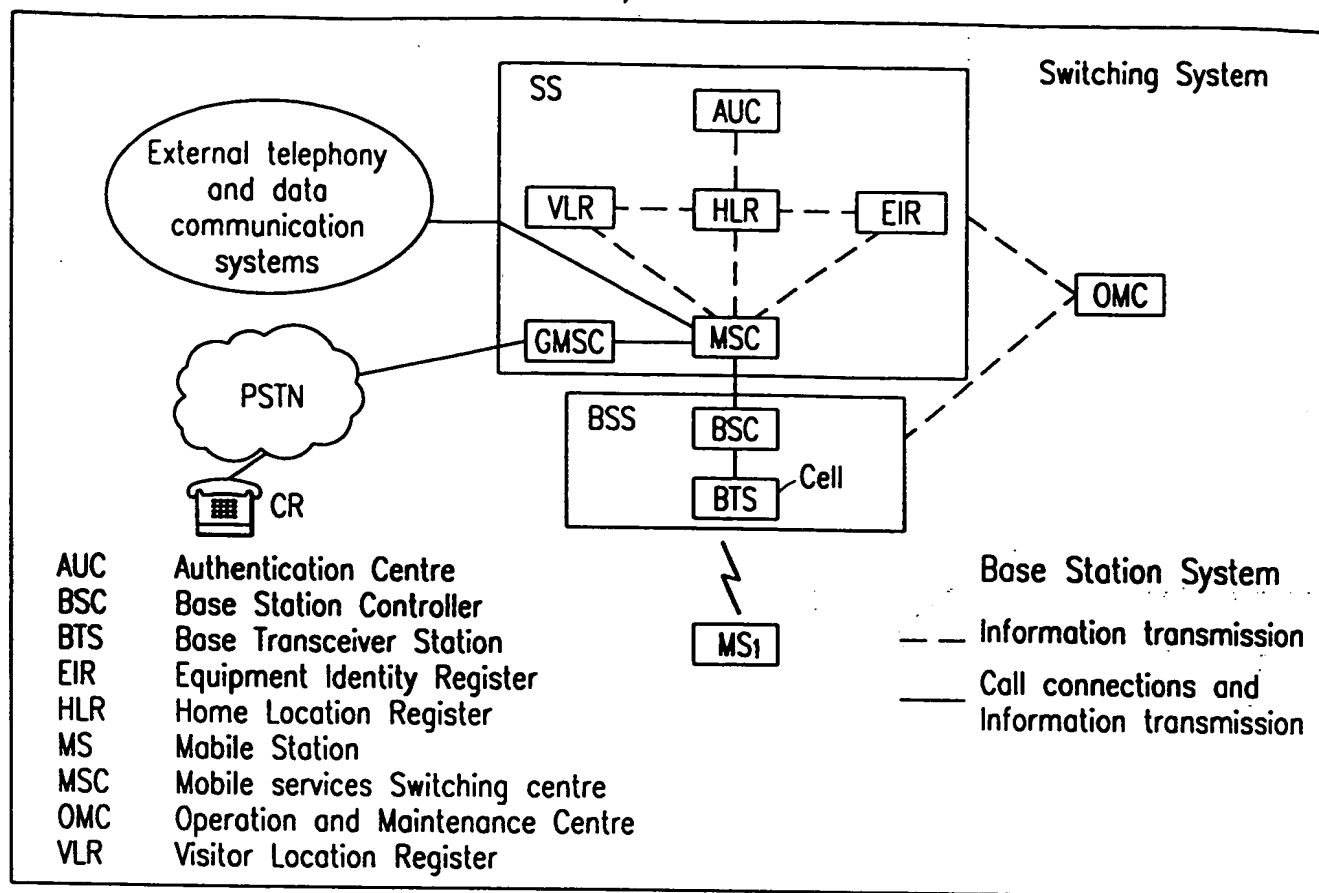 Switching System
SS
AUC
External telephony
and data
communication
systems
VLR
HLR
EIR
OMC
GMSC
MSC
PSTN
BSS
BSC
Cell
BTS
CR
MS1
AUC Authentication Centre
BSC Base Station Controller
BTS Base Transceiver Station
EIR Equipment Identity Register
HLR Home Location Register
MS Mabile Station
MSC Mobile services Switching centre
OMC Operation and Maintenance Centre
VLR Visitor Location Register
Base Station System
Information transmission
Call connections and
Information transmission